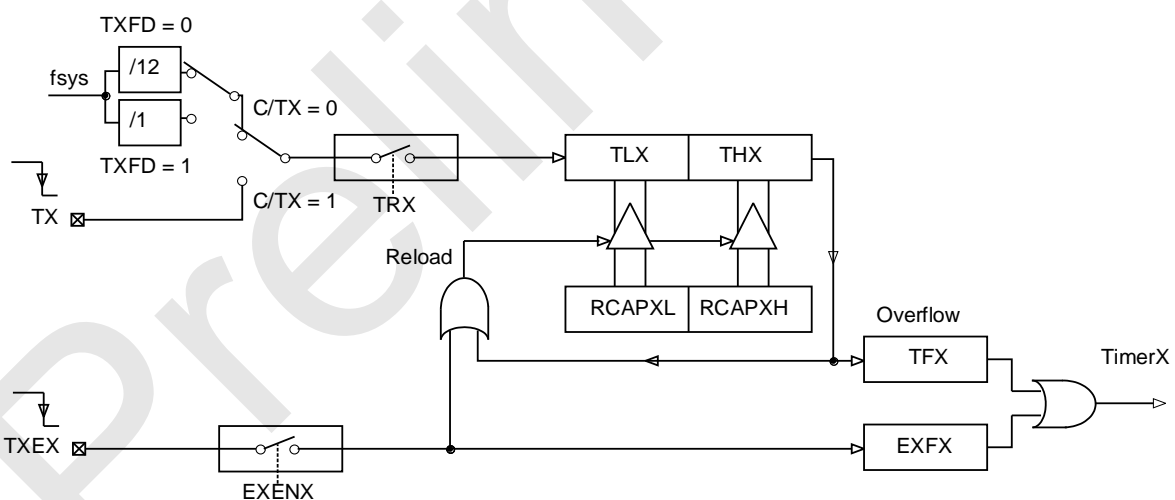 TXFD = 0
fsys
/12
/1
C/TX = 0
TXFD = 1
TX
C/TX = 1
TRX
TLX
THX
Reload
RCAPXL
RCAPXH
Overflow
TFX
TimerX
TXEX
EXENX
EXFX